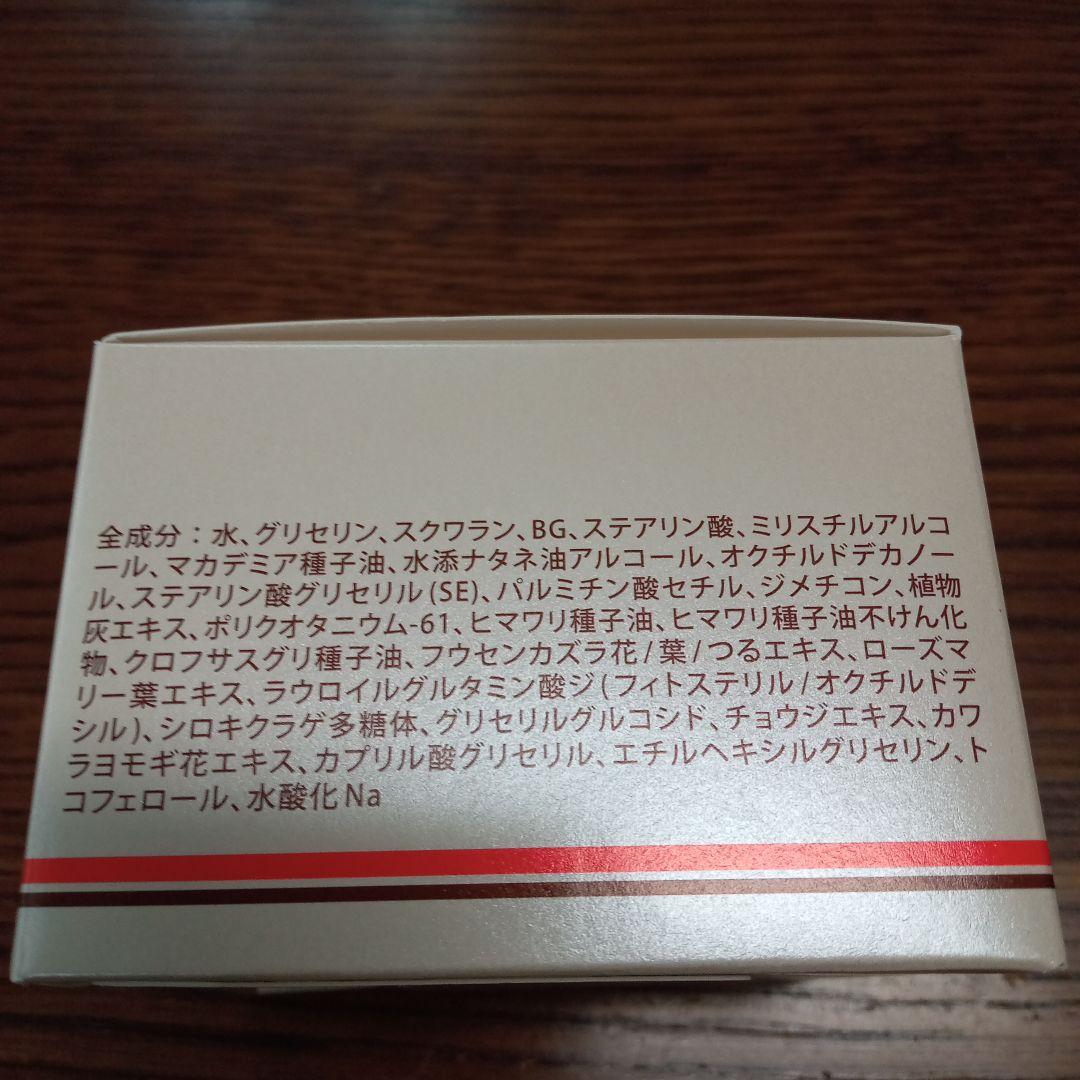 全成分：水、グリセリン、スクワラン、BG、ステアリン酸、ミリスチルアルコ
ール、マカデミア種子油、水添ナタネ油アルコール、オクチルドデカノー
ル、ステアリン酸グリセリル(SE)、パルミチン酸セチル、ジメチコン、植物
灰エキス、ポリクオタニウム-61、ヒマワリ種子油、ヒマワリ種子油不けん化
物、クロフサスグリ種子油、フウセンカズラ花/葉/つるエキス、ローズマ
リー葉エキス、ラウロイルグルタミン酸ジ(フィトステリル/オクチルドデ
シル)、シロキクラゲ多糖体、グリセリルグルコシド、チョウジエキス、カワ
ラヨモギ花エキス、カプリル酸グリセリル、エチルヘキシルグリセリン、ト
コフェロール、水酸化Na